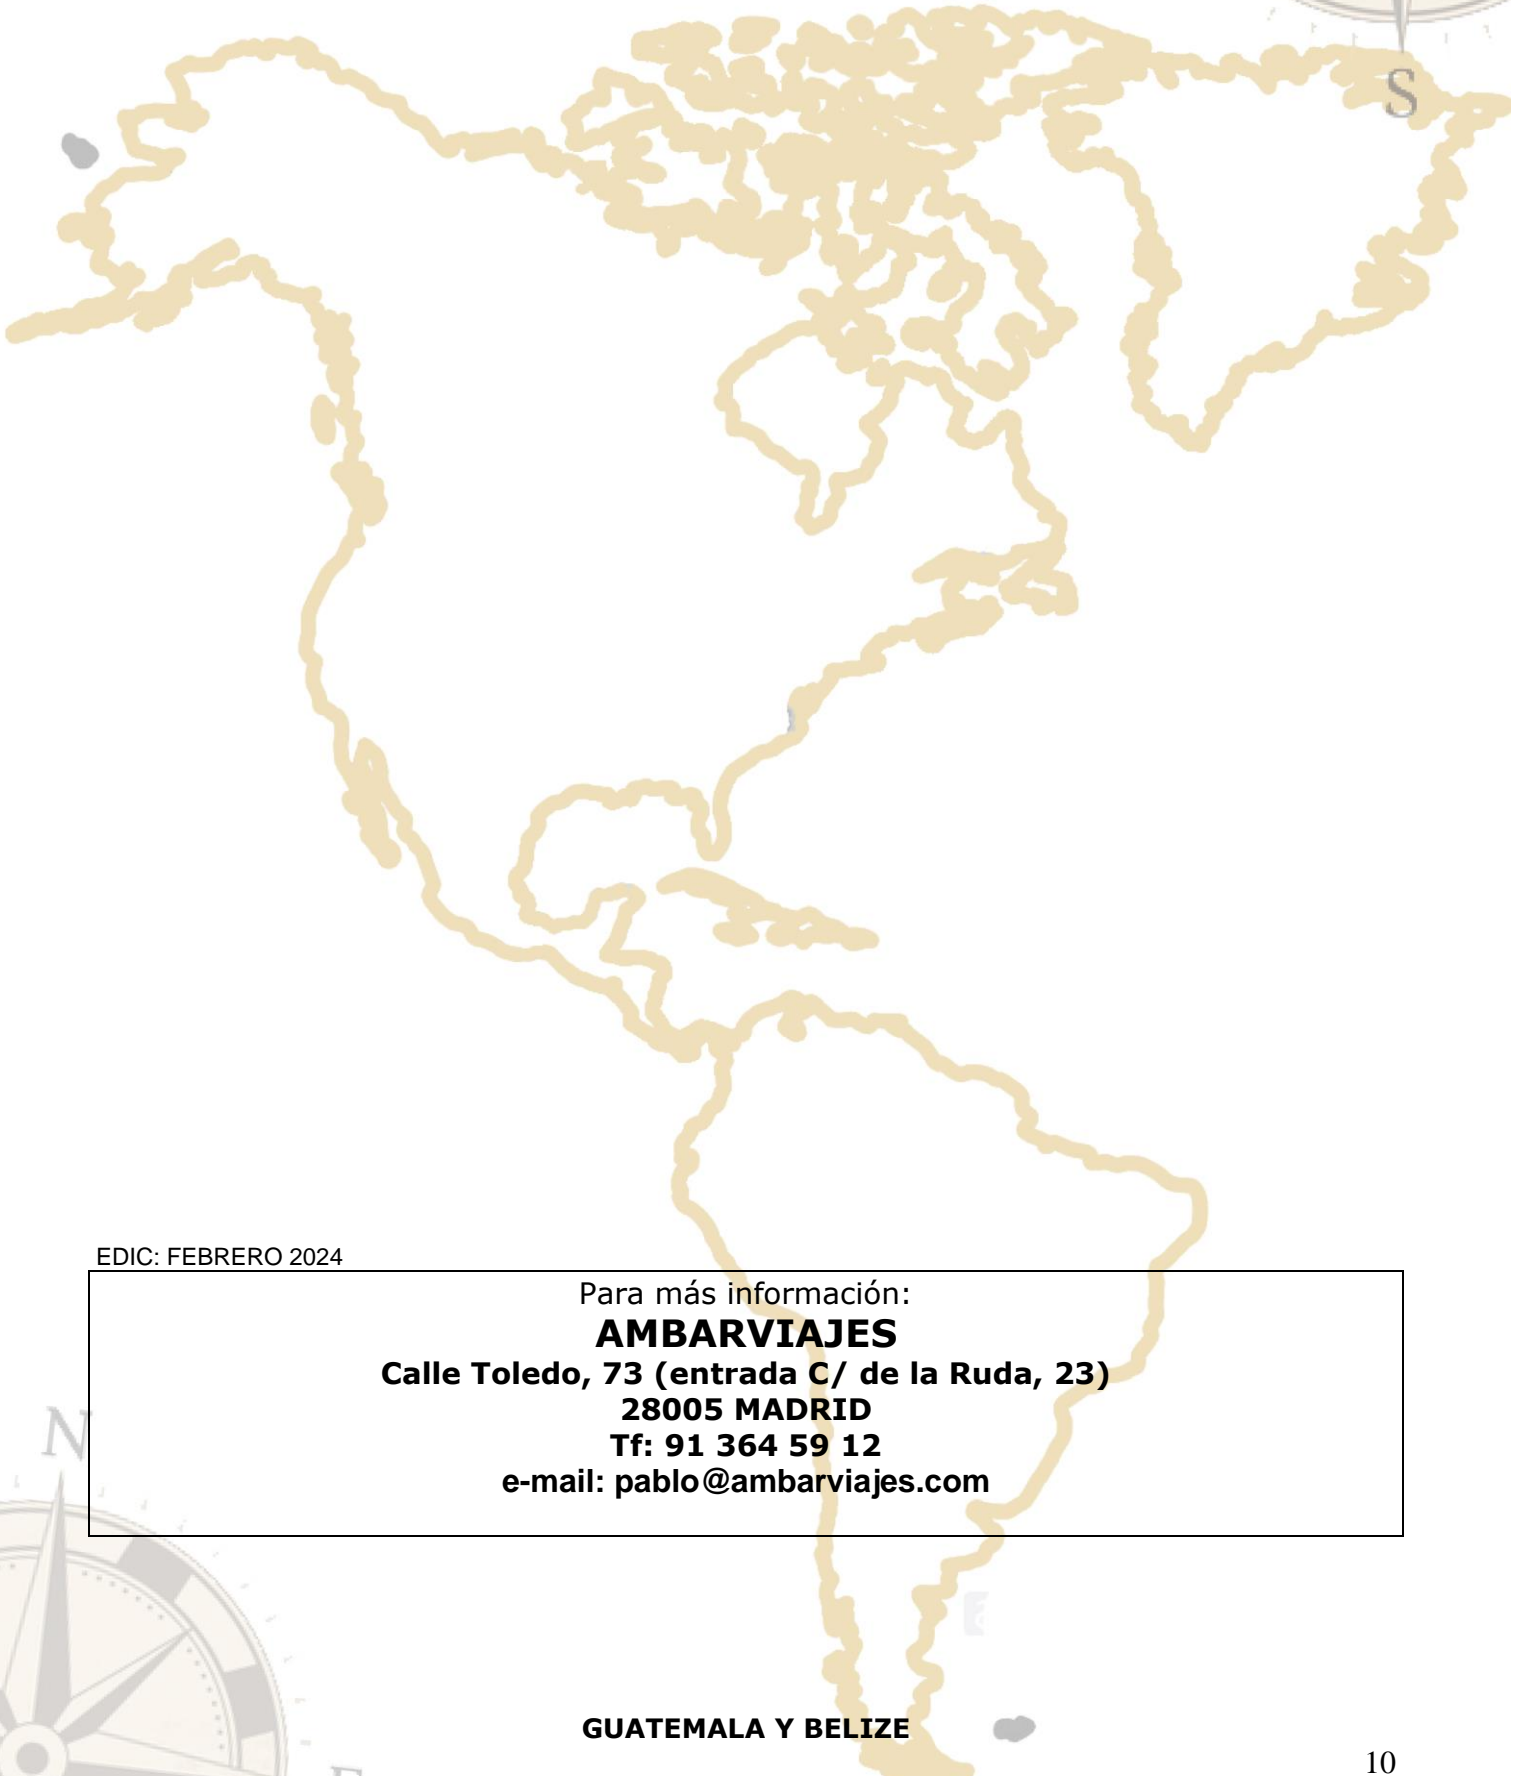 S
EDIC: FEBRERO 2024
Para más información:
AMBARVIAJES
Calle Toledo, 73 (entrada C/ de la Ruda, 23)
28005 MADRID
Tf: 91 364 59 12
e-mail: pablo@ambarviajes.com
N
GUATEMALA Y BELIZE
10